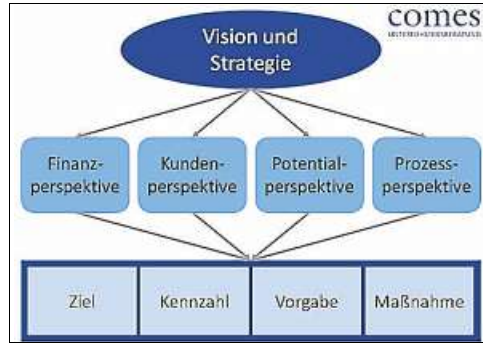 comes
Vision und
Strategie
Finanz-
perspektive
Kunden-
perspektive
Potential-
perspektive
Prozess-
perspektive
Ziel
Kennzahl
Vorgabe
Maßnahme